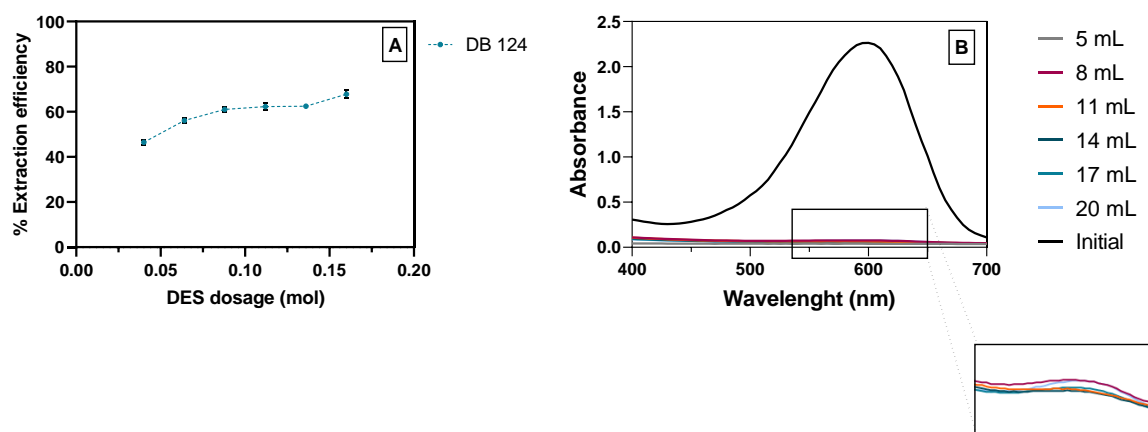 100
80
60
40
20
0
% Extraction efficiency
0.00
0.05
0.10
0.15
0.20
DES dosage (mol)
A
DB 124
2.5
2.0
1.5
1.0
0.5
0.0
Absorbance
400
500
600
700
Wavelenght (nm)
B
5 mL
8 mL
11 mL
14 mL
17 mL
20 mL
Initial